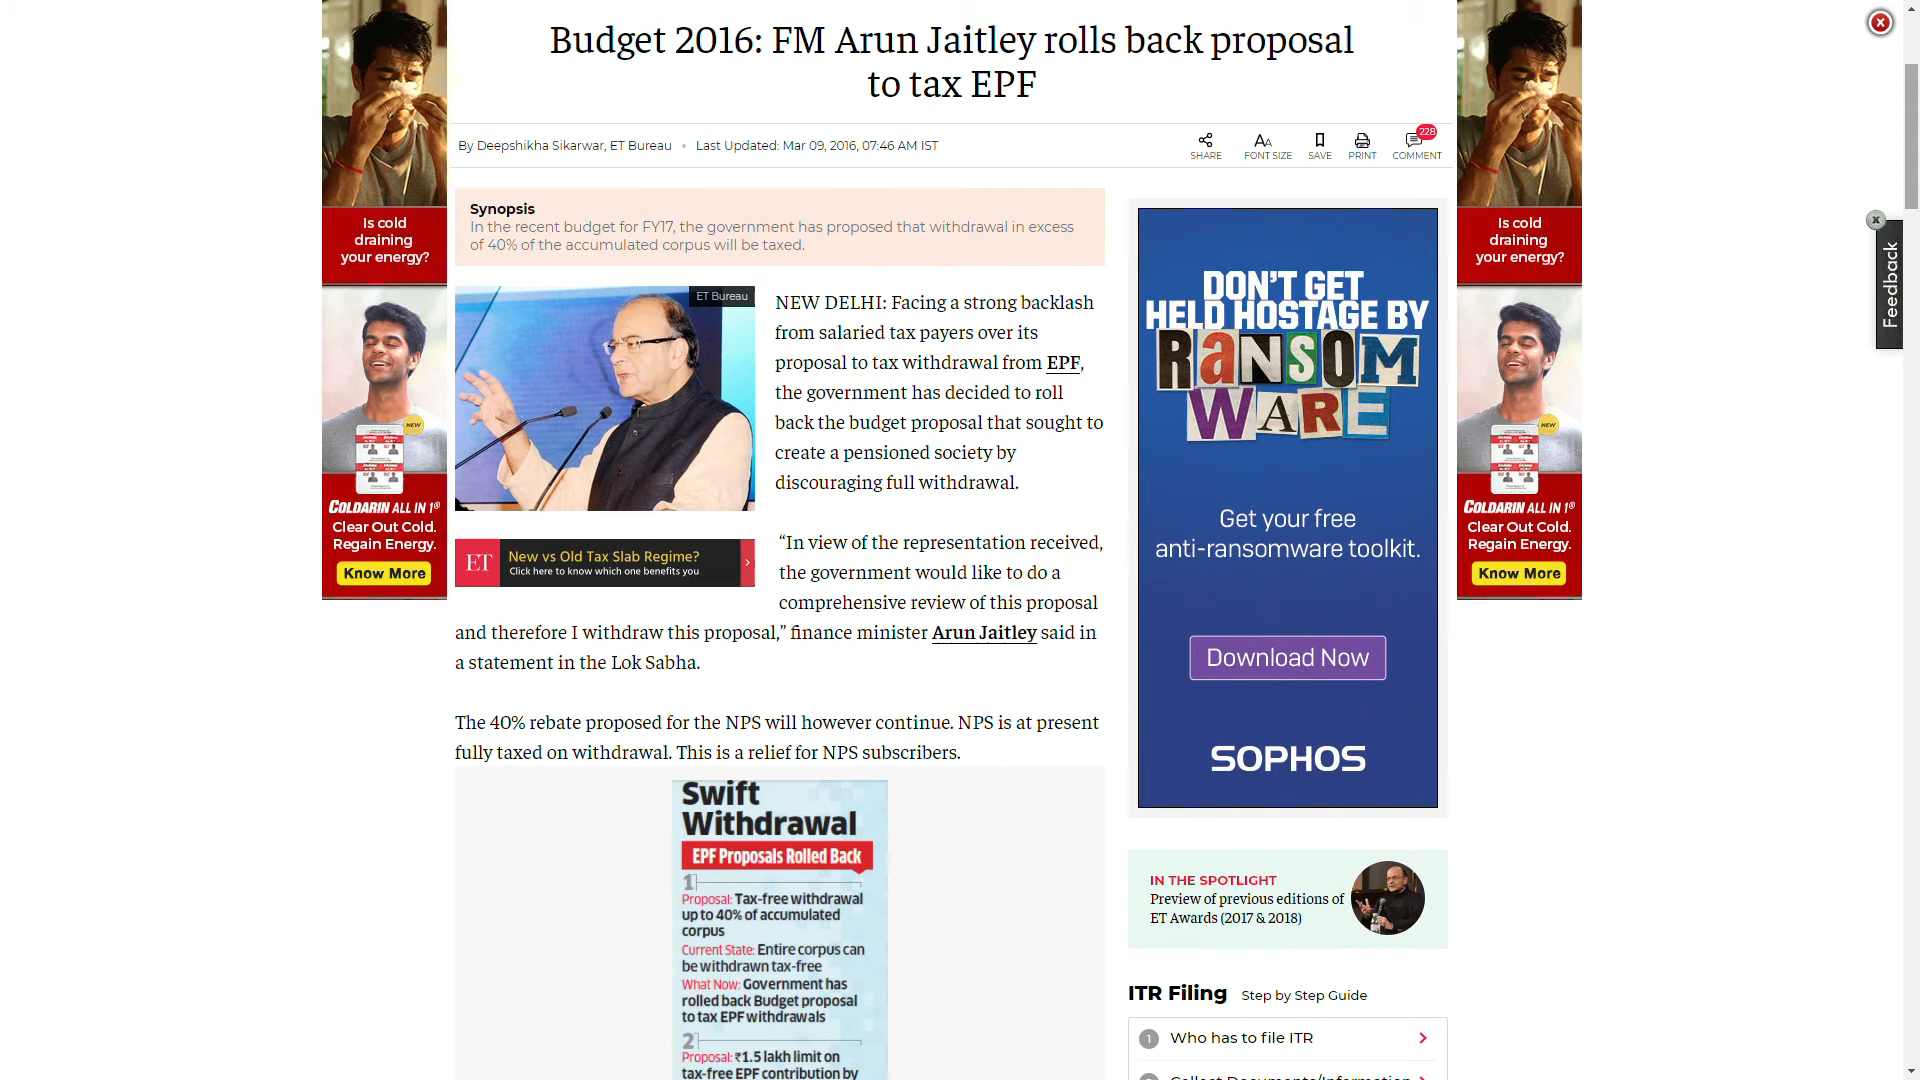 Budget 2016: FM Arun Jaitley rolls back proposal
to tax EPF
By Deepshikha Sikarwar, ET Bureau • Last Updated: Mar 09, 2016, 07:46 AM IST
SHARE
FONT SIZE
SAVE
PRINT
228
COMMENT
Is cold
draining
your energy?
NEW
COLDARIN ALL IN 1®
Clear Out Cold.
Regain Energy.
Know More
Synopsis
In the recent budget for FY17, the government has proposed that withdrawal in excess
of 40% of the accumulated corpus will be taxed.
ET Bureau
NEW DELHI: Facing a strong backlash
from salaried tax payers over its
proposal to tax withdrawal from EPF,
the government has decided to roll
back the budget proposal that sought to
create a pensioned society by
discouraging full withdrawal.
ET
New vs Old Tax Slab Regime?
Click here to know which one benefits you
“In view of the representation received,
the government would like to do a
comprehensive review of this proposal
and therefore I withdraw this proposal,” finance minister Arun Jaitley said in
a statement in the Lok Sabha.
The 40% rebate proposed for the NPS will however continue. NPS is at present
fully taxed on withdrawal. This is a relief for NPS subscribers.
Swift
Withdrawal
EPF Proposals Rolled Back
1
Proposal: Tax-free withdrawal
up to 40% of accumulated
corpus
Current State: Entire corpus can
be withdrawn tax-free
What Now: Government has
rolled back Budget proposal
to tax EPF withdrawals
2
Proposal: ₹1.5 lakh limit on
tax-free EPF contribution by
DON'T GET
HELD HOSTAGE BY
RANSOM
WARE
Get your free
anti-ransomware toolkit.
Download Now
SOPHOS
IN THE SPOTLIGHT
Preview of previous editions of
ET Awards (2017 & 2018)
ITR Filing Step by Step Guide
1 Who has to file ITR
Collect Documents/Information
Is cold
draining
your energy?
NEW
COLDARIN ALL IN 1®
Clear Out Cold.
Regain Energy.
Know More
x
Feedback